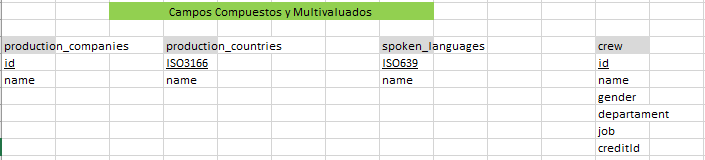 Campos Compuestos y Multivaluados
production_companies production_countries spoken_languages crew
id ISO3166 ISO639 id
name name name name
gender
departament
job
creditId